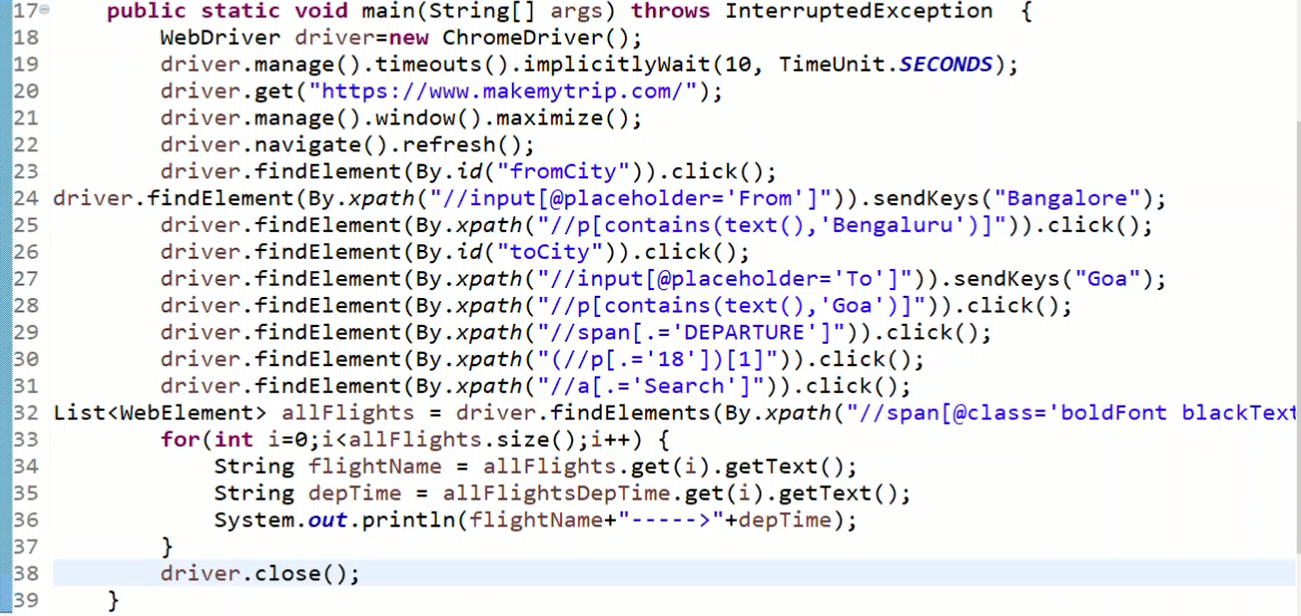 17 public static void main(String[] args) throws InterruptedException {
18 WebDriver driver=new ChromeDriver();
19 driver.manage().timeouts().implicitlyWait(10, TimeUnit.SECONDS);
20 driver.get("https://www.makemytrip.com/");
21 driver.manage().window().maximize();
22 driver.navigate().refresh();
23 driver.findElement(By.id("fromCity")).click();
24 driver.findElement(By.xpath("//input[@placeholder='From']")).sendKeys("Bangalore");
25 driver.findElement(By.xpath("//p[contains(text(),'Bengaluru')]")).click();
26 driver.findElement(By.id("toCity")).click();
27 driver.findElement(By.xpath("//input[@placeholder='To']")).sendKeys("Goa");
28 driver.findElement(By.xpath("//p[contains(text(),'Goa')]")).click();
29 driver.findElement(By.xpath("//span[.='DEPARTURE']")).click();
30 driver.findElement(By.xpath("(//p[.='18'])[1]")).click();
31 driver.findElement(By.xpath("//a[.='Search']")).click();
32 List<WebElement> allFlights = driver.findElements(By.xpath("//span[@class='boldFont blackText
33 for(int i=0;i<allFlights.size();i++) {
34 String flightName = allFlights.get(i).getText();
35 String depTime = allFlightsDepTime.get(i).getText();
36 System.out.println(flightName+"----->"+depTime);
37 }
38 driver.close();
39 }